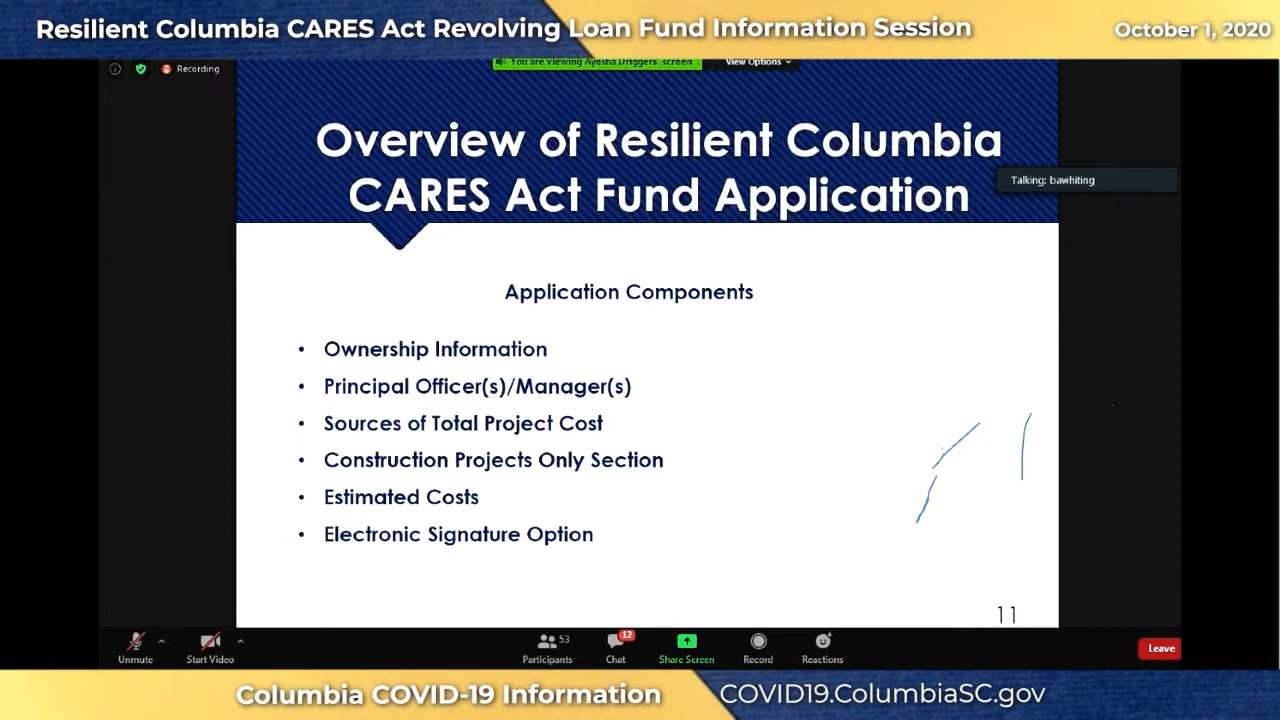 Resilient Columbia CARES Act Revolving Loan Fund Information Session
October 1, 2020
Recording
You are viewing Ayesha Driggers' screen
View Options
Overview of Resilient Columbia
CARES Act Fund Application
Talking: bawhiting
Application Components
• Ownership Information
• Principal Officer(s)/Manager(s)
• Sources of Total Project Cost
• Construction Projects Only Section
• Estimated Costs
• Electronic Signature Option
11
Unmute
Start Video
53
Participants
12
Chat
Share Screen
Record
Reactions
Leave
Columbia COVID-19 Information
COVID19.ColumbiaSC.gov